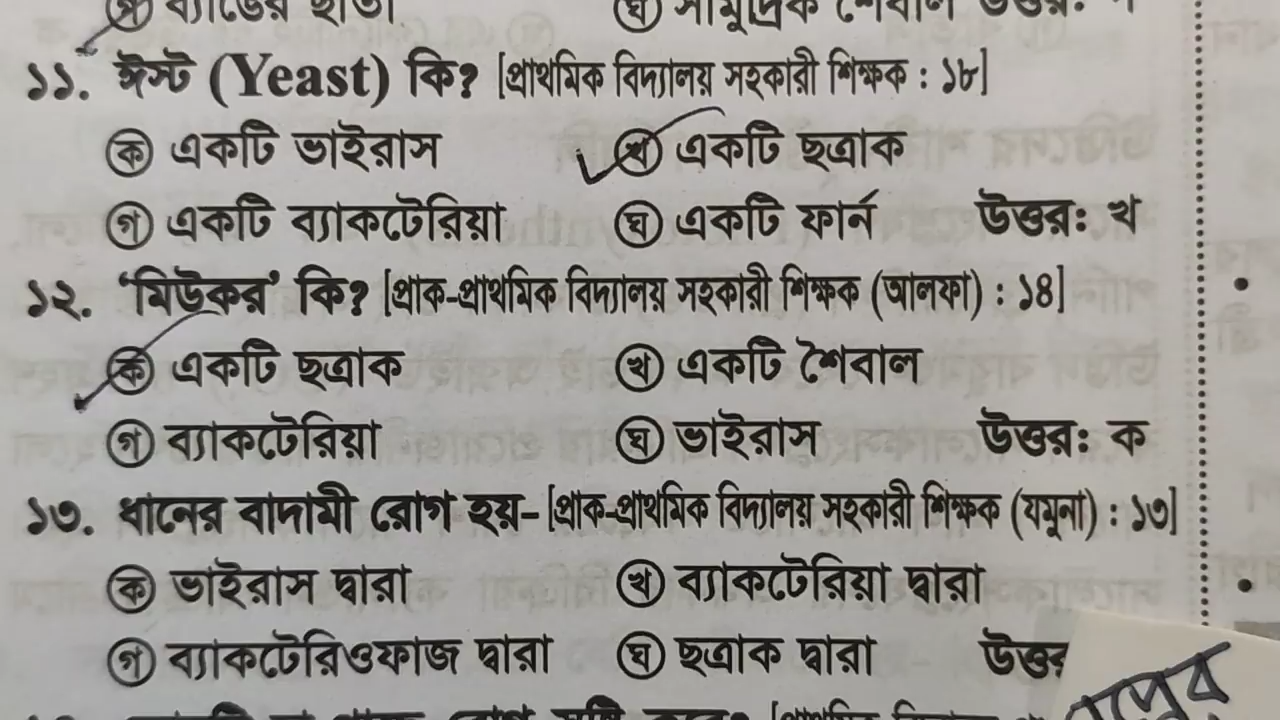 ব্যাঙের ছাতা ঘ সামুদ্রিক শৈবাল উত্তর: গ
১১. ঈস্ট (Yeast) কি? [প্রাথমিক বিদ্যালয় সহকারী শিক্ষক : ১৮]
ক একটি ভাইরাস খ একটি ছত্রাক
গ একটি ব্যাকটেরিয়া ঘ একটি ফার্ন উত্তর: খ
১২. ‘মিউকর’ কি? [প্রাক-প্রাথমিক বিদ্যালয় সহকারী শিক্ষক (আলফা) : ১৪]
ক একটি ছত্রাক খ একটি শৈবাল
গ ব্যাকটেরিয়া ঘ ভাইরাস উত্তর: ক
১৩. ধানের বাদামী রোগ হয়– [প্রাক-প্রাথমিক বিদ্যালয় সহকারী শিক্ষক (যমুনা) : ১৩]
ক ভাইরাস দ্বারা খ ব্যাকটেরিয়া দ্বারা
গ ব্যাকটেরিওফাজ দ্বারা ঘ ছত্রাক দ্বারা উত্তর